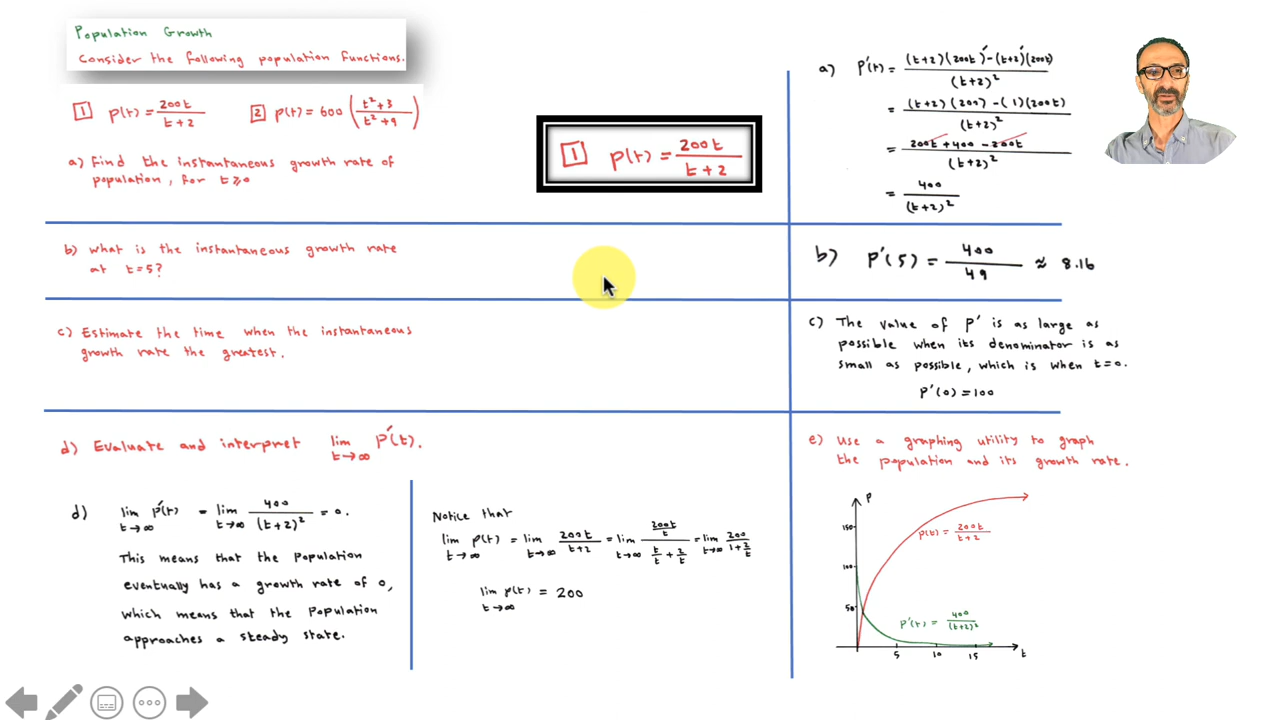 Population Growth
Consider the following population functions.
1 p(t) = 200t / (t+2)    2 p(t) = 600 ( (t²+3) / (t²+9) )
a) Find the instantaneous growth rate of
population, for t ⩾ 0
1 p(t) = 200t / (t+2)
a) P'(t) = ((t+2)(200t)' - (t+2)'(200t)) / (t+2)²
= ((t+2)(200) - (1)(200t)) / (t+2)²
= (200t + 400 - 200t) / (t+2)²
= 400 / (t+2)²
b) What is the instantaneous growth rate
at t=5?
b) P'(5) = 400 / 49 ≈ 8.16
c) Estimate the time when the instantaneous
growth rate the greatest.
c) The value of P' is as large as
possible when its denominator is as
small as possible, which is when t=0.
P'(0) = 100
d) Evaluate and interpret lim t→∞ P'(t).
d) lim t→∞ P'(t) = lim t→∞ 400 / (t+2)² = 0.
This means that the population
eventually has a growth rate of 0,
which means that the Population
approaches a steady state.
Notice that
lim t→∞ p(t) = lim t→∞ 200t / (t+2) = lim t→∞ (200t/t) / (t/t + 2/t) = lim t→∞ 200 / (1 + 2/t)
lim t→∞ p(t) = 200
e) Use a graphing utility to graph
the population and its growth rate.
P
150
p(t) = 200t / (t+2)
100
50
P'(t) = 400 / (t+2)²
5 10 15 t